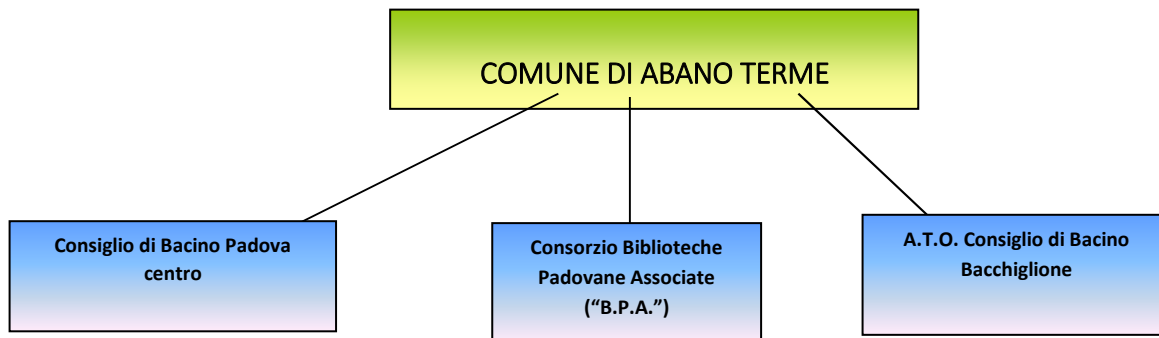 COMUNE DI ABANO TERME
Consiglio di Bacino Padova
centro
Consorzio Biblioteche
Padovane Associate
(“B.P.A.”)
A.T.O. Consiglio di Bacino
Bacchiglione